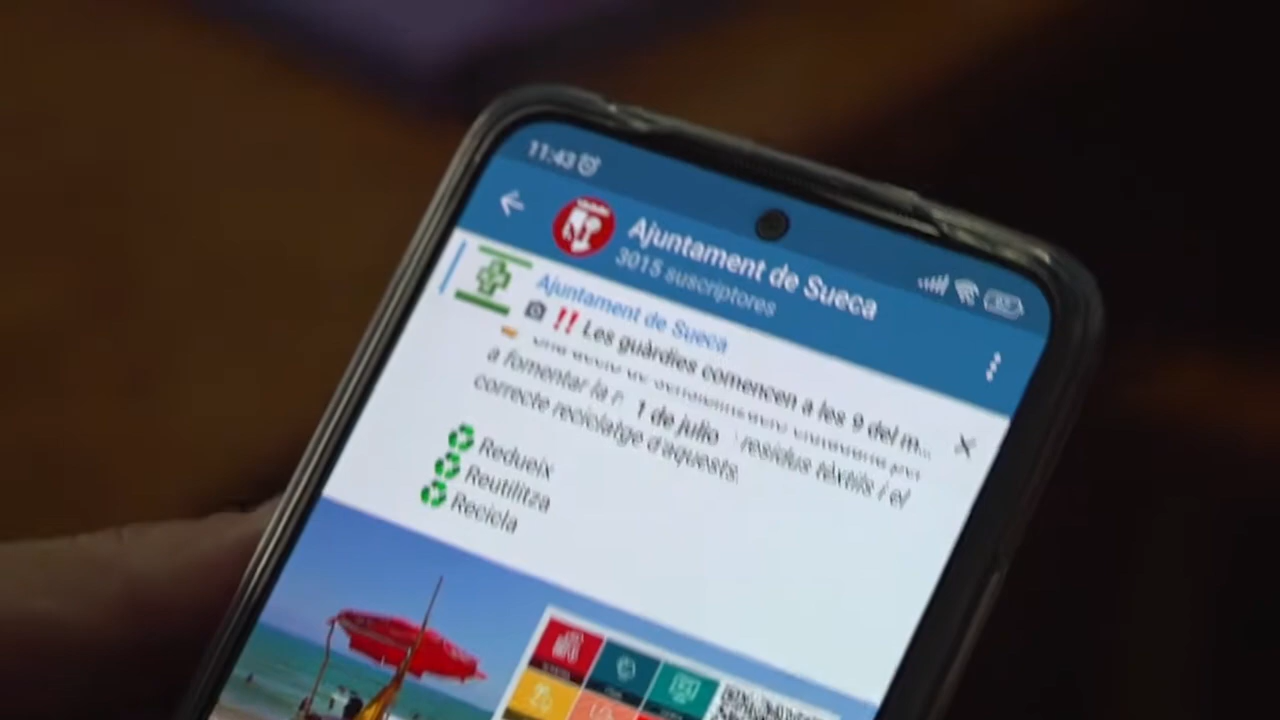 11:43
Ajuntament de Sueca
3015 suscriptores
Ajuntament de Sueca
‼ Les guàrdies comencen a les 9 del m...
a fomentar la
1 de julio
residus tèxtils i el
correcte reciclatge d'aquests.
Redueix
Reutilitza
Recicla